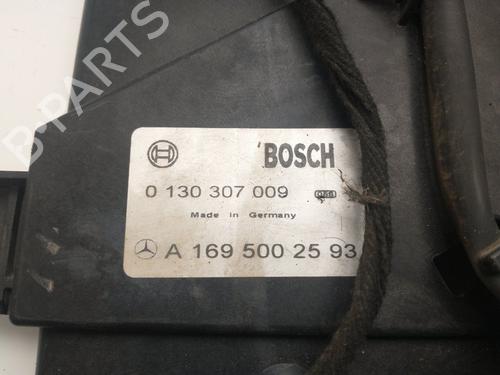 B-PARTS
BOSCH
0 130 307 009
Made in Germany
A 169 500 25 93